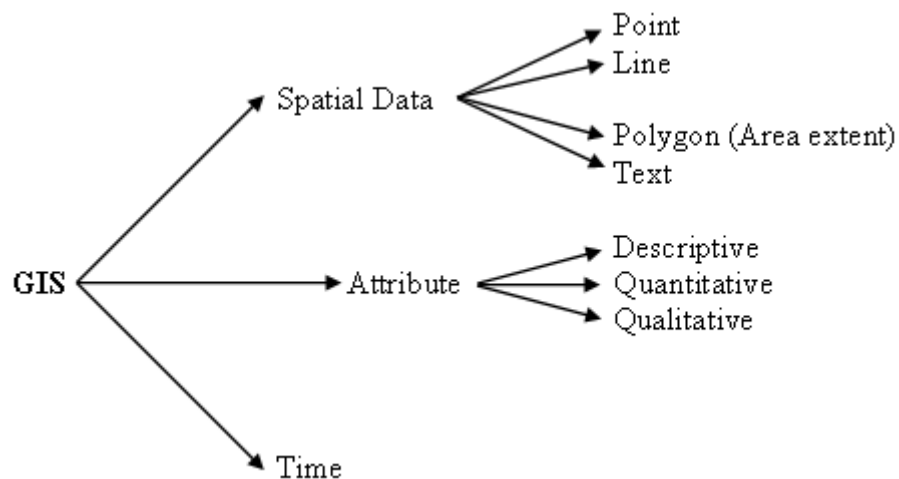 Point
Line
Spatial Data
Polygon (Area extent)
Text
Descriptive
GIS
Attribute
Quantitative
Qualitative
Time